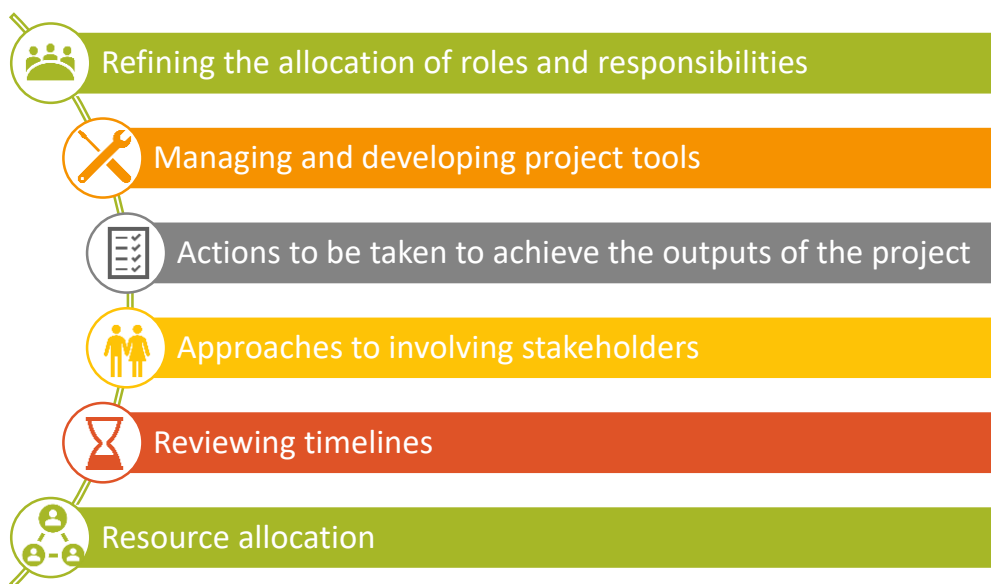 Refining the allocation of roles and responsibilities
Managing and developing project tools
Actions to be taken to achieve the outputs of the project
Approaches to involving stakeholders
Reviewing timelines
Resource allocation